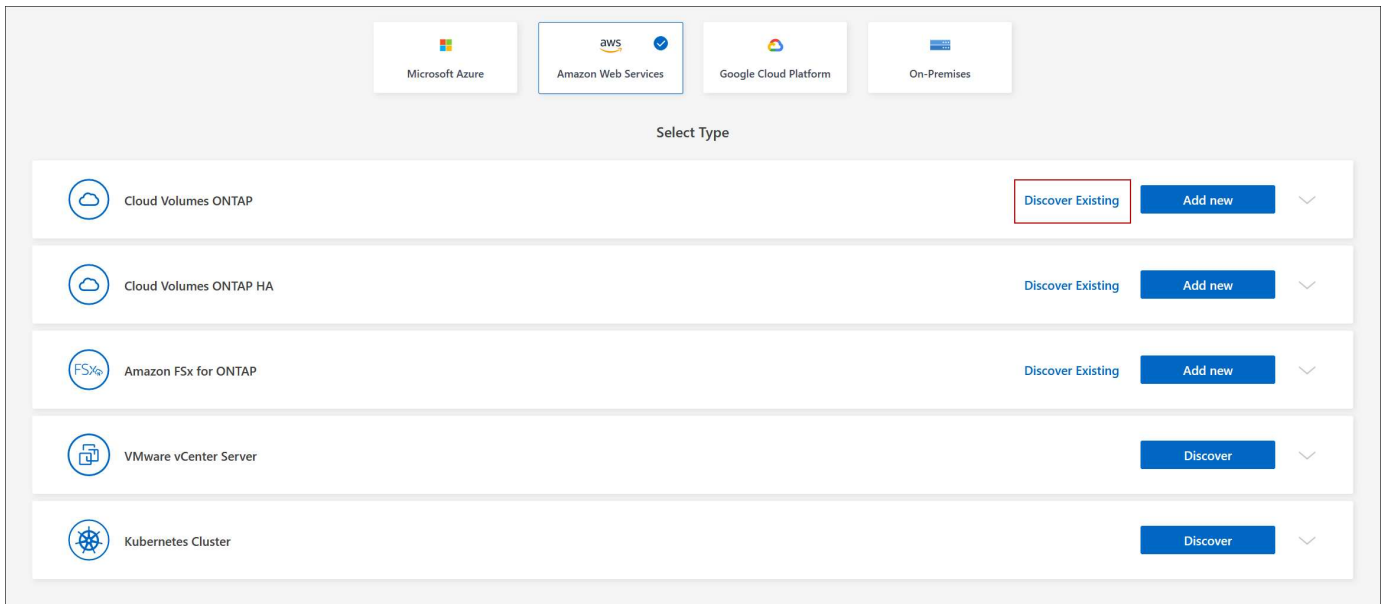 aws
Microsoft Azure
Amazon Web Services
Google Cloud Platform
On-Premises
Select Type
Cloud Volumes ONTAP
Discover Existing
Add new
Cloud Volumes ONTAP HA
Discover Existing
Add new
FSx
Amazon FSx for ONTAP
Discover Existing
Add new
VMware vCenter Server
Discover
Kubernetes Cluster
Discover